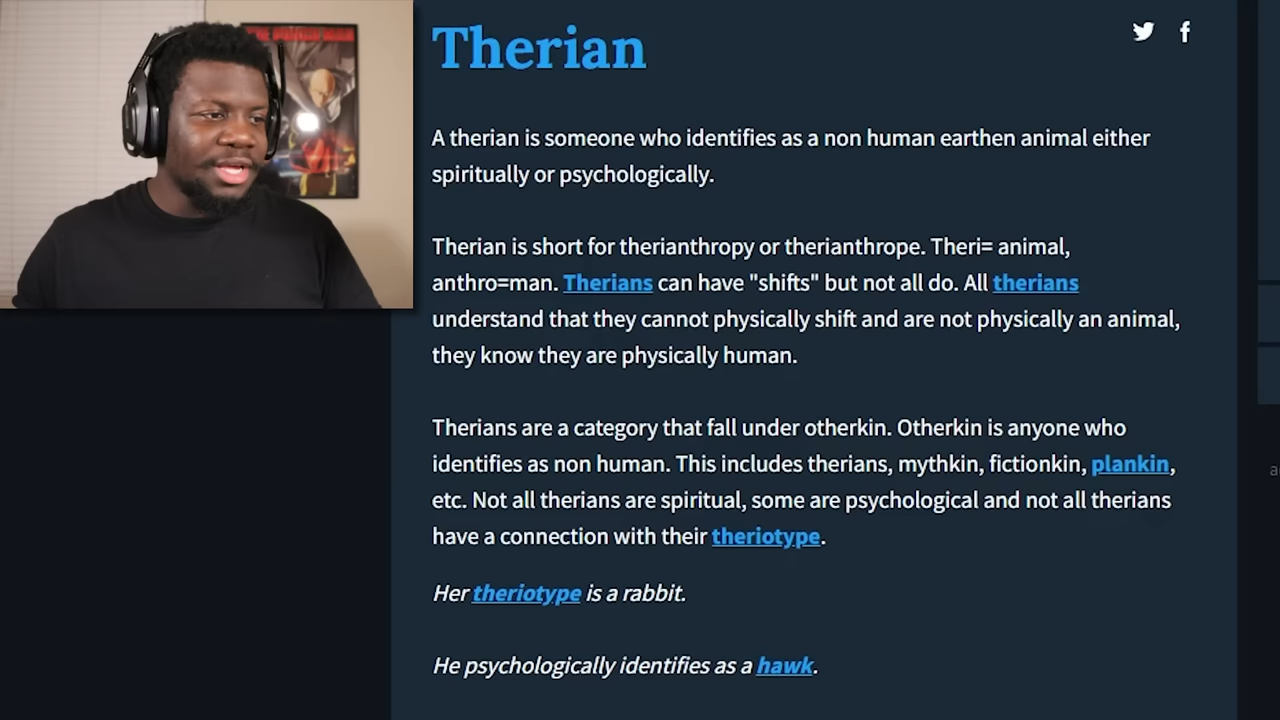 Therian
A therian is someone who identifies as a non human earthen animal either
spiritually or psychologically.
Therian is short for therianthropy or therianthrope. Theri= animal,
anthro=man. Therians can have "shifts" but not all do. All therians
understand that they cannot physically shift and are not physically an animal,
they know they are physically human.
Therians are a category that fall under otherkin. Otherkin is anyone who
identifies as non human. This includes therians, mythkin, fictionkin, plankin,
etc. Not all therians are spiritual, some are psychological and not all therians
have a connection with their theriotype.
Her theriotype is a rabbit.
He psychologically identifies as a hawk.